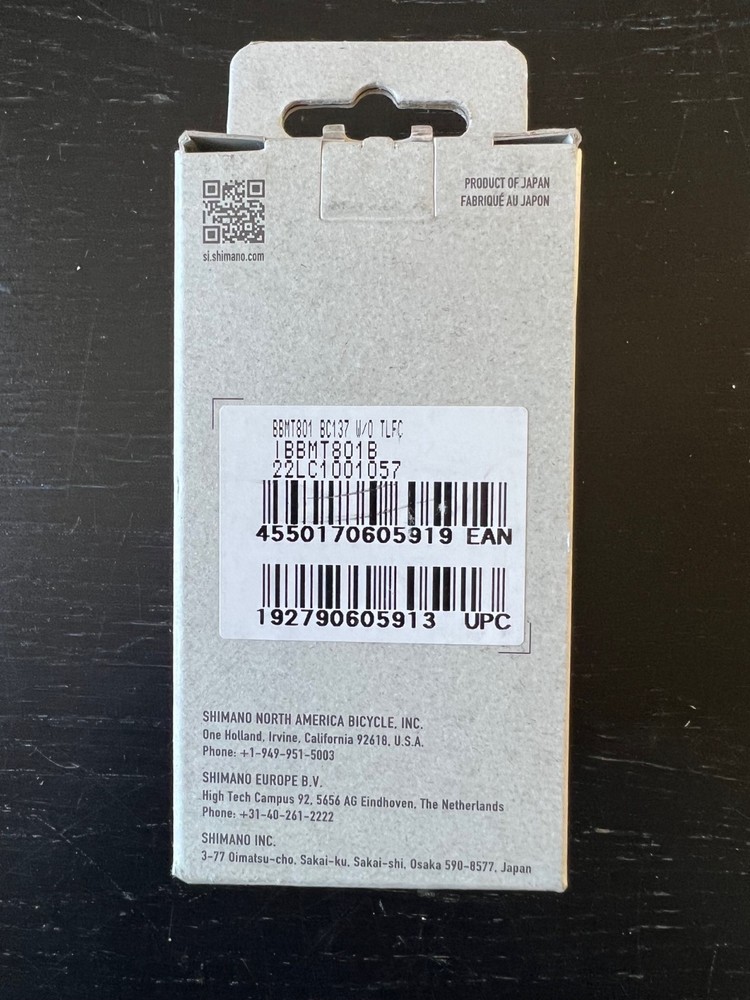 PRODUCT OF JAPAN
FABRIQUÉ AU JAPON
si.shimano.com
BBMT801 BC137 W/O TLFC
IBBMT801B
22LC1001057
4550170605919 EAN
192790605913 UPC
SHIMANO NORTH AMERICA BICYCLE, INC.
One Holland, Irvine, California 92618, U.S.A.
Phone: +1-949-951-5003
SHIMANO EUROPE B.V.
High Tech Campus 92, 5656 AG Eindhoven, The Netherlands
Phone: +31-40-261-2222
SHIMANO INC.
3-77 Oimatsu-cho, Sakai-ku, Sakai-shi, Osaka 590-8577, Japan